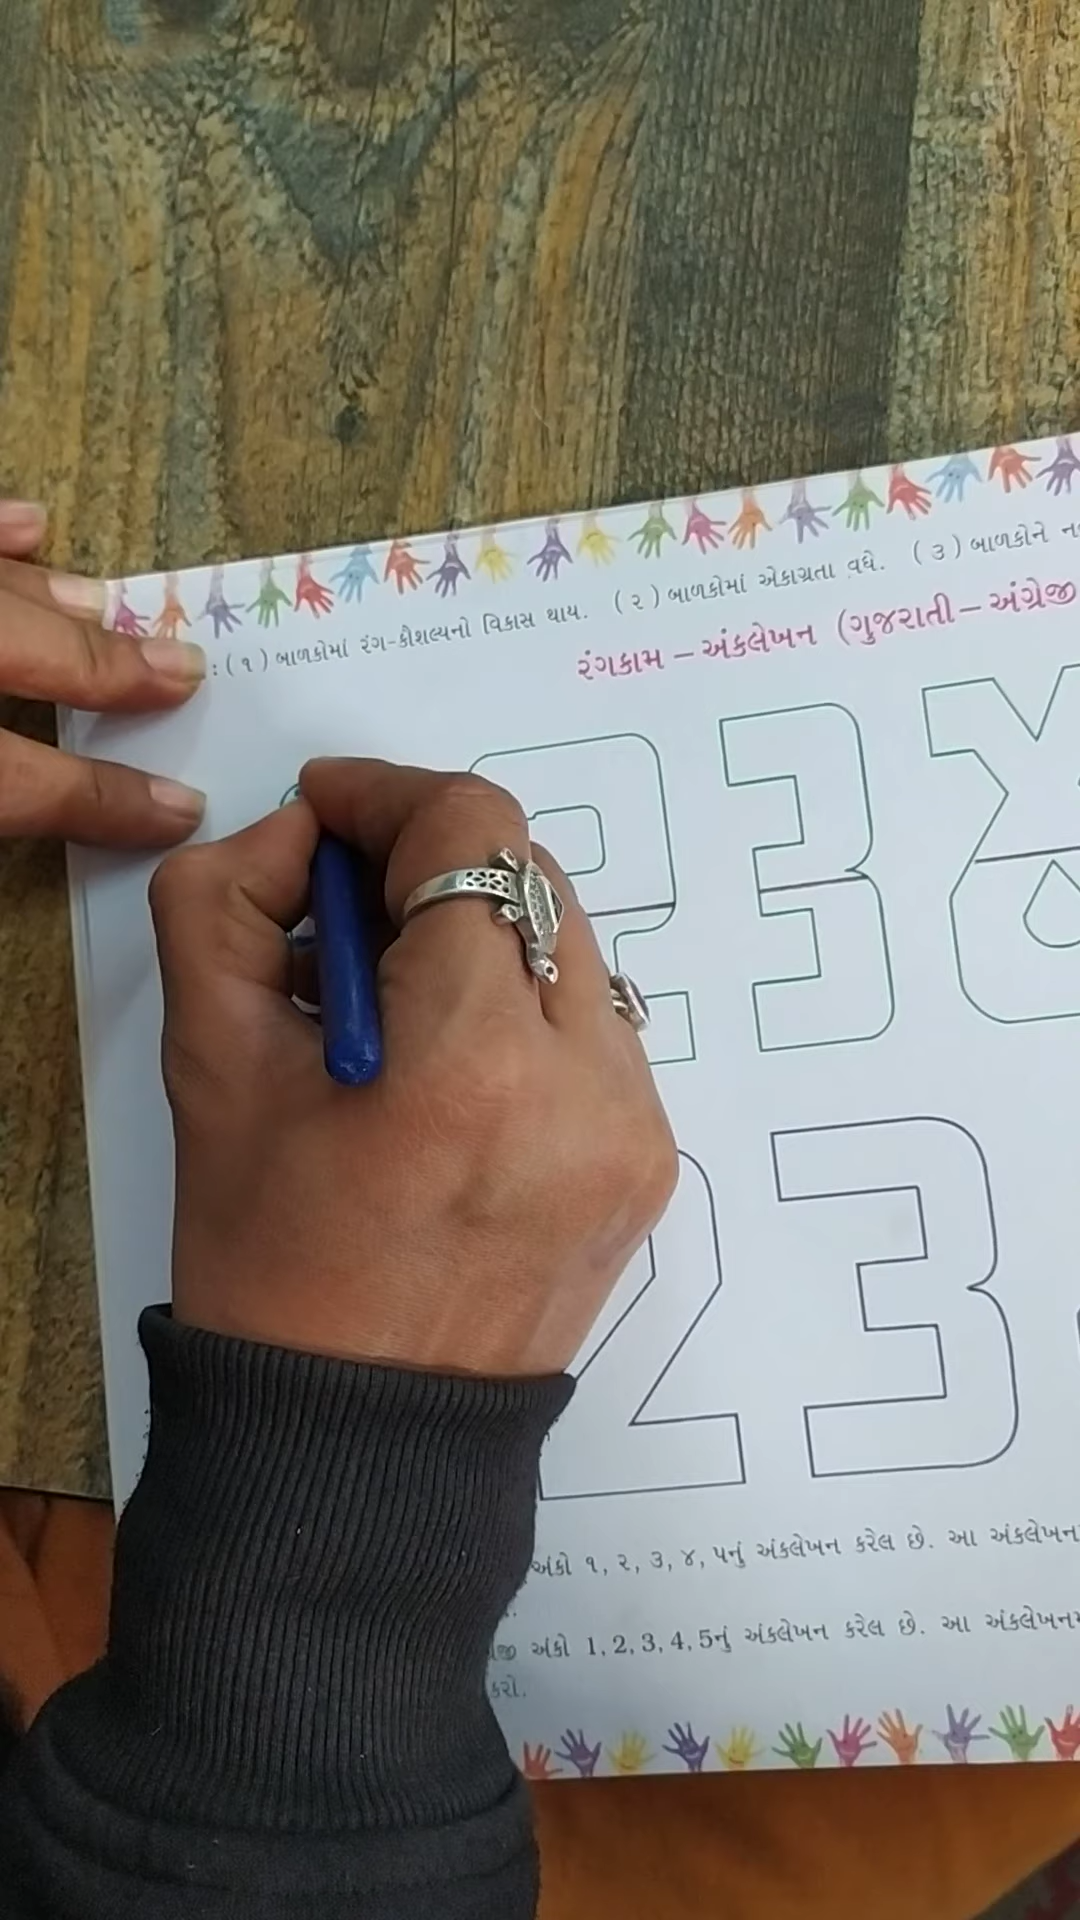 : ( ૧ ) બાળકોમાં રંગ-કૌશલ્યનો વિકાસ થાય. ( ૨ ) બાળકોમાં એકાગ્રતા વધે. ( ૩ ) બાળકોને
રંગકામ – અંકલેખન (ગુજરાતી – અંગ્રેજી
૨ ૩ ૪
2 3
અંકો ૧, ૨, ૩, ૪, ૫નું અંકલેખન કરેલ છે. આ અંકલેખન
અંકો 1, 2, 3, 4, 5નું અંકલેખન કરેલ છે. આ અંકલેખનમ
કરો.